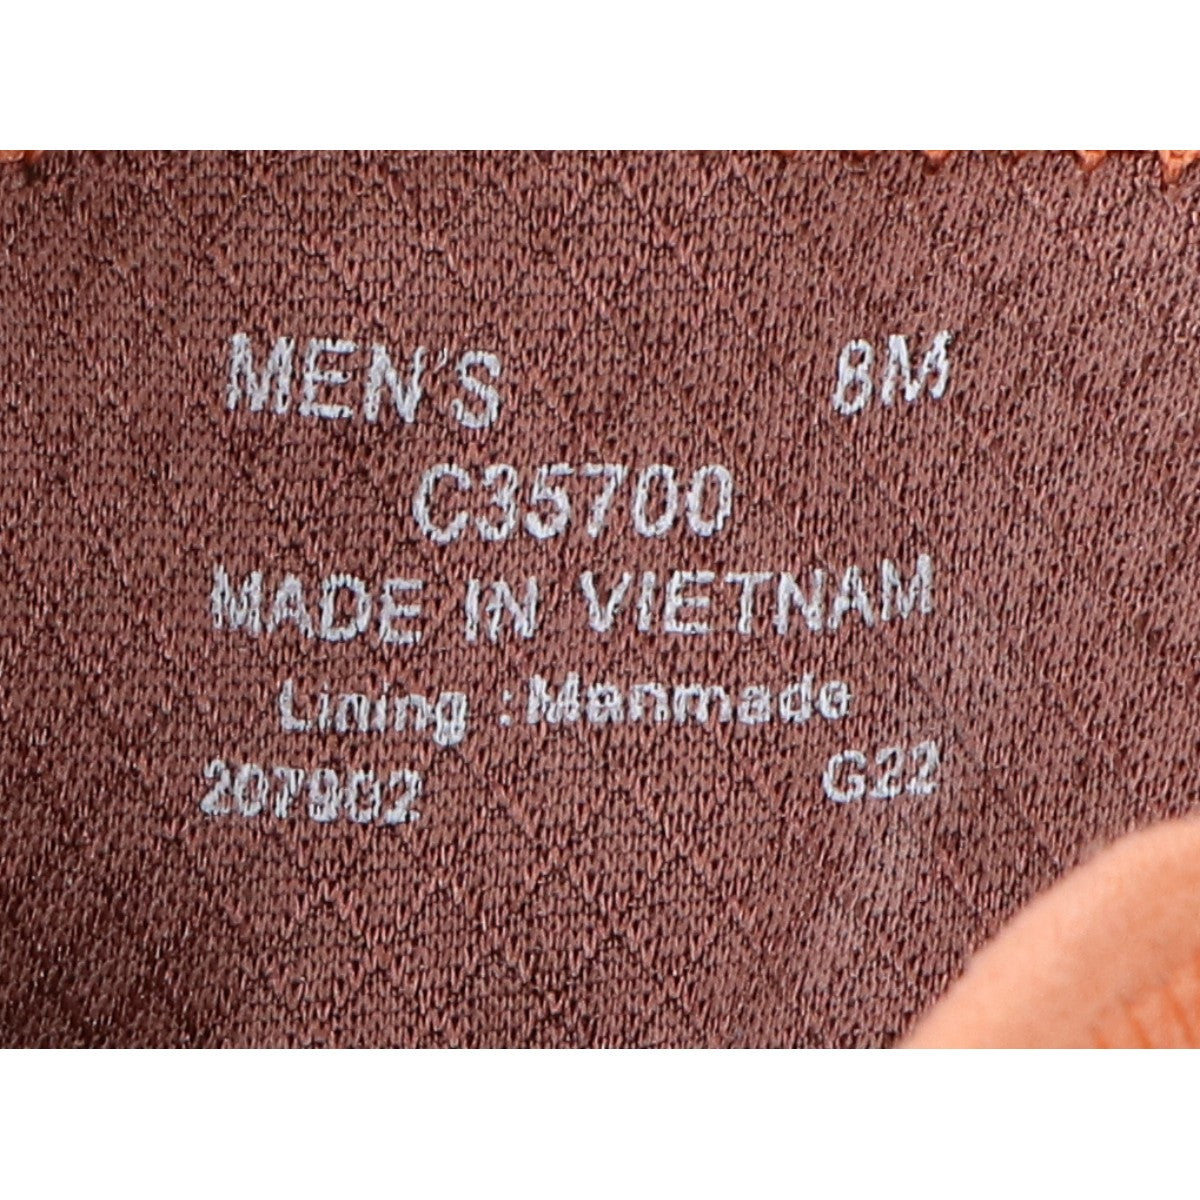 MEN'S 8M
C35700
MADE IN VIETNAM
Lining : Manmade
207902 G22